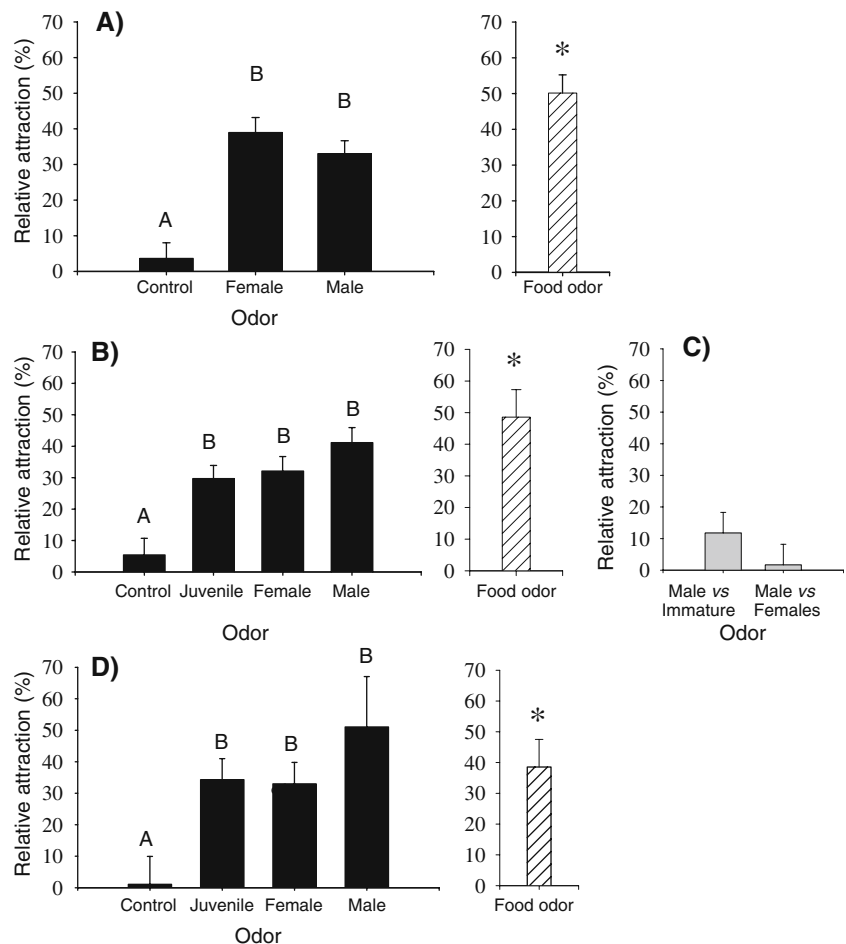 A)
Relative attraction (%)
70
60
50
40
30
20
10
0
A
B
B
Control Female Male
Odor
70
60
50
40
30
20
10
0
*
Food odor
B)
Relative attraction (%)
70
60
50
40
30
20
10
0
A
B
B
B
Control Juvenile Female Male
Odor
70
60
50
40
30
20
10
0
*
Food odor
C)
Relative attraction (%)
70
60
50
40
30
20
10
0
Male vs Male vs
Immature Females
Odor
D)
Relative attraction (%)
70
60
50
40
30
20
10
0
A
B
B
B
Control Juvenile Female Male
Odor
70
60
50
40
30
20
10
0
*
Food odor